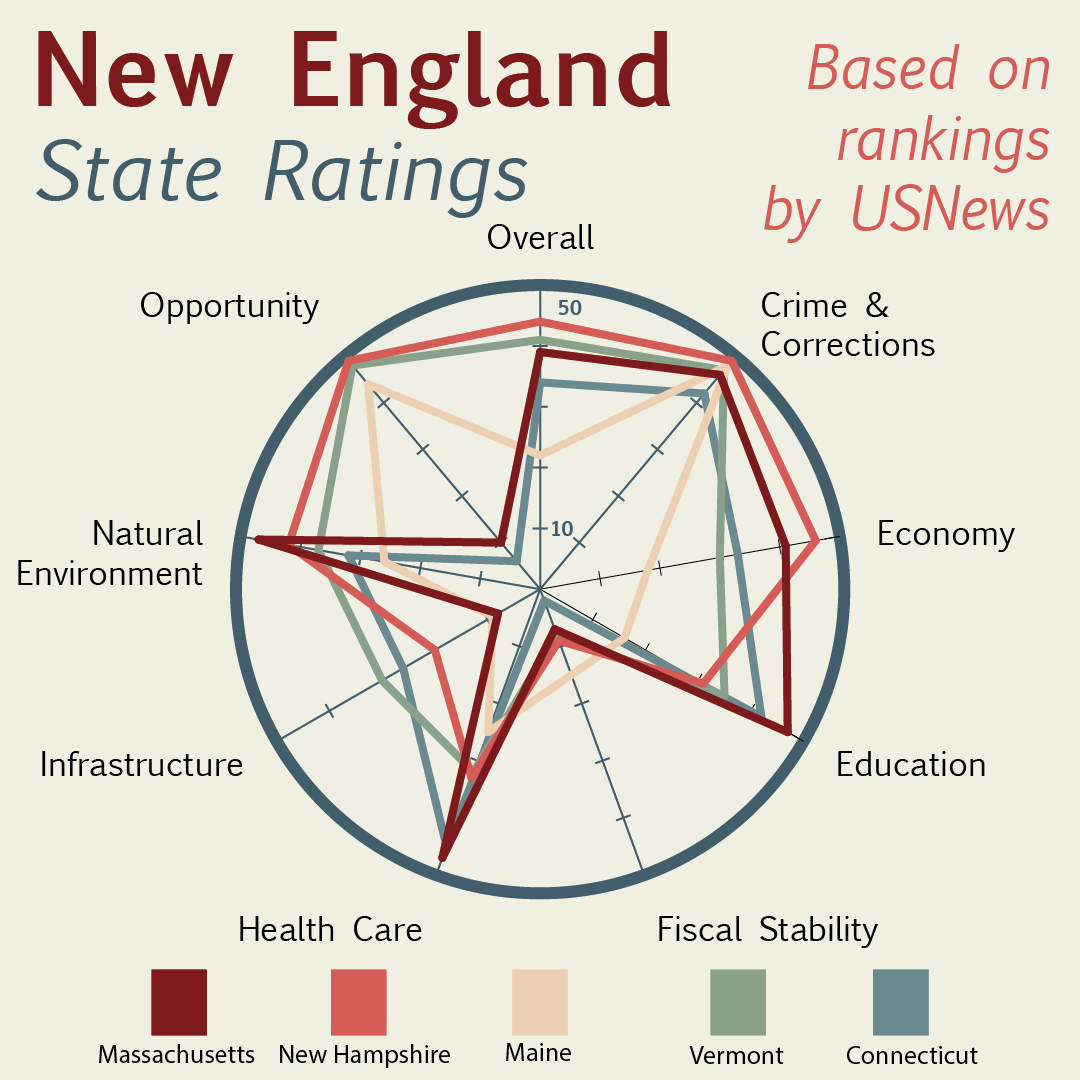 New England
State Ratings
Based on
rankings
by USNews
Overall
Opportunity
50
Crime &
Corrections
10
Natural
Environment
Economy
Infrastructure
Education
Health Care
Fiscal Stability
Massachusetts
New Hampshire
Maine
Vermont
Connecticut